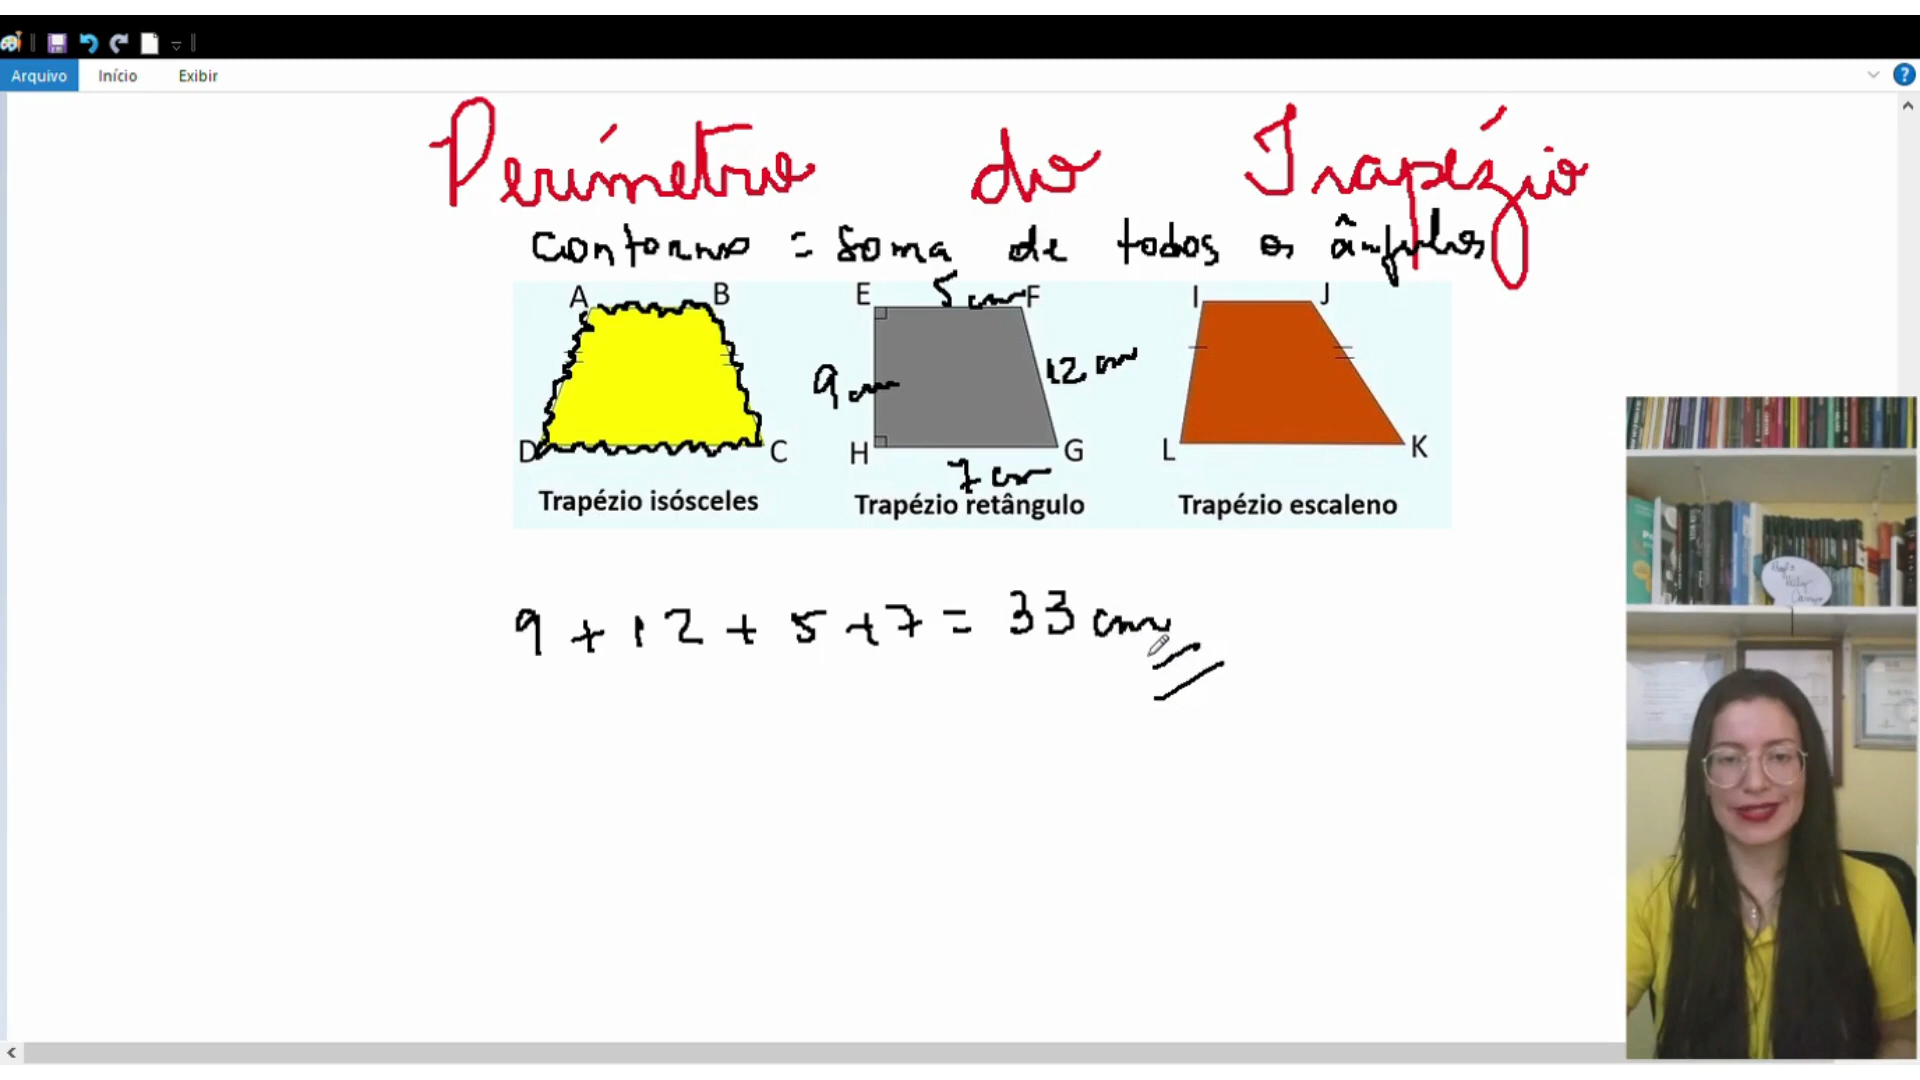 Arquivo Início Exibir
Perímetro do Trapézio
contorno = soma de todos os ângulos
A B E 5 cm F I J
9 cm 12 cm
D C H G L K
7 cm
Trapézio isósceles Trapézio retângulo Trapézio escaleno
9 + 12 + 5 + 7 = 33 cm